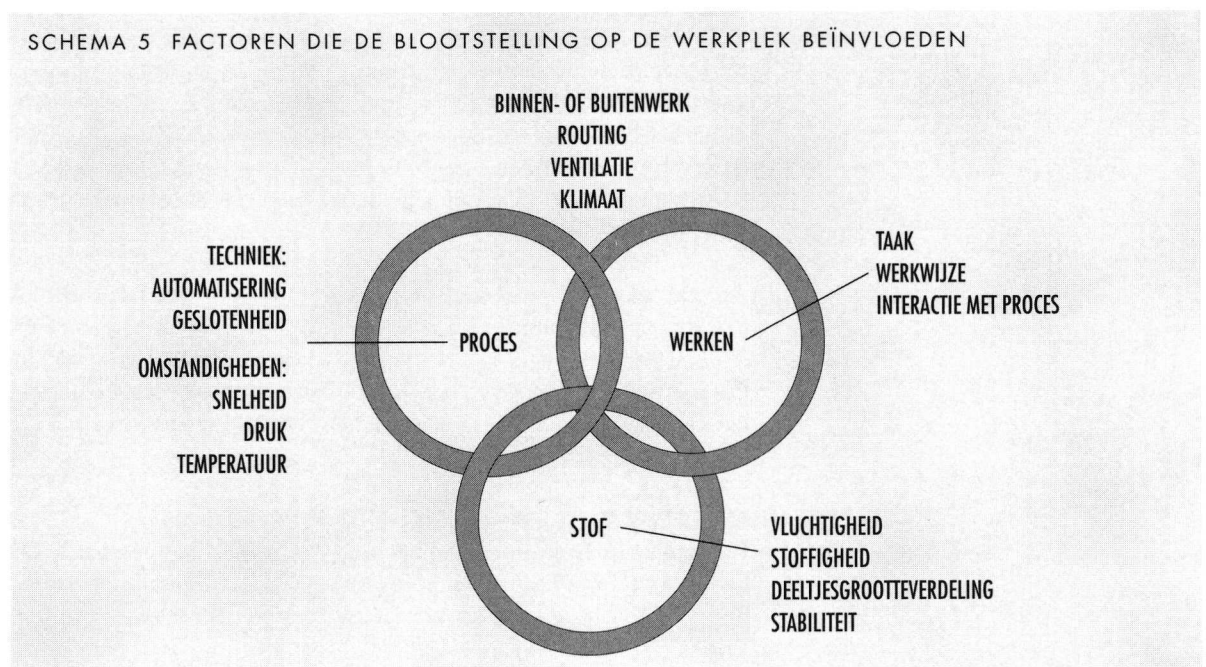 SCHEMA 5 FACTOREN DIE DE BLOOTSTELLING OP DE WERKPLEK BEÏNVLOEDEN
BINNEN- OF BUITENWERK
ROUTING
VENTILATIE
KLIMAAT
TECHNIEK:
AUTOMATISERING
GESLOTENHEID
OMSTANDIGHEDEN:
SNELHEID
DRUK
TEMPERATUUR
PROCES
WERKEN
TAAK
WERKWIJZE
INTERACTIE MET PROCES
STOF
VLUCHTIGHEID
STOFFIGHEID
DEELTJESGROOTTEVERDELING
STABILITEIT